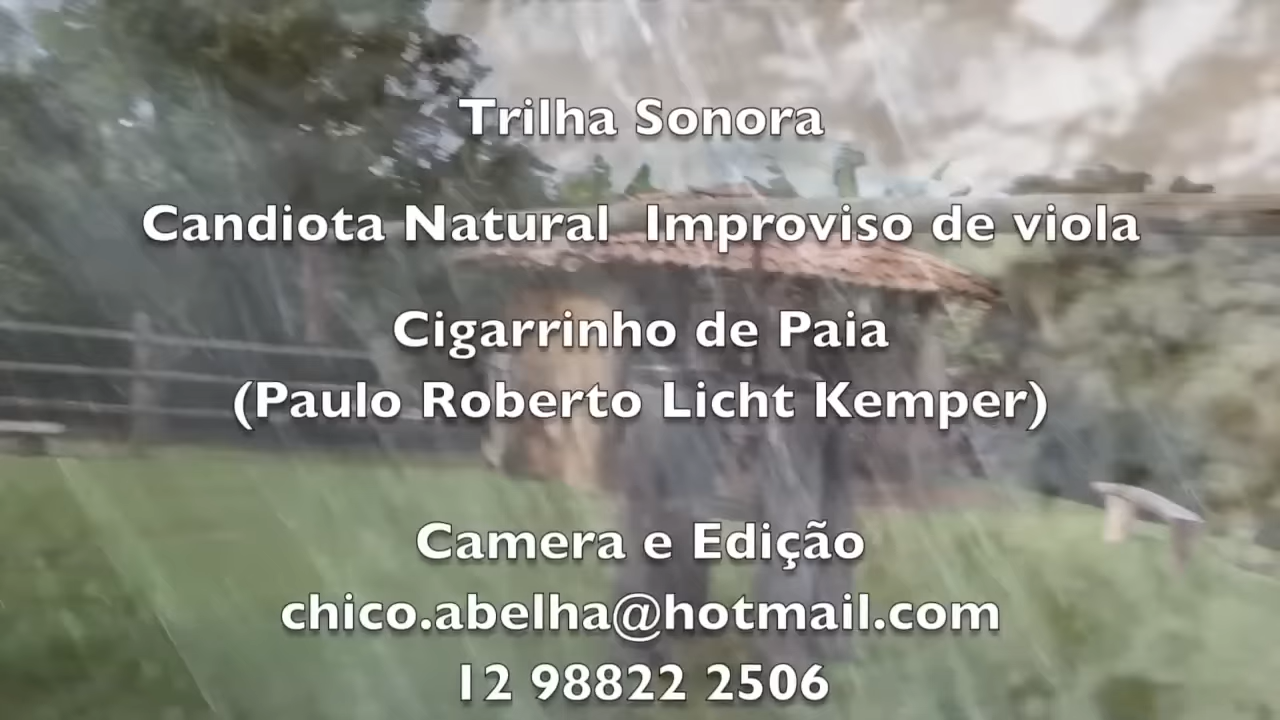 Trilha Sonora
Candiota Natural Improviso de viola
Cigarrinho de Paia
(Paulo Roberto Licht Kemper)
Camera e Edição
chico.abelha@hotmail.com
12 98822 2506